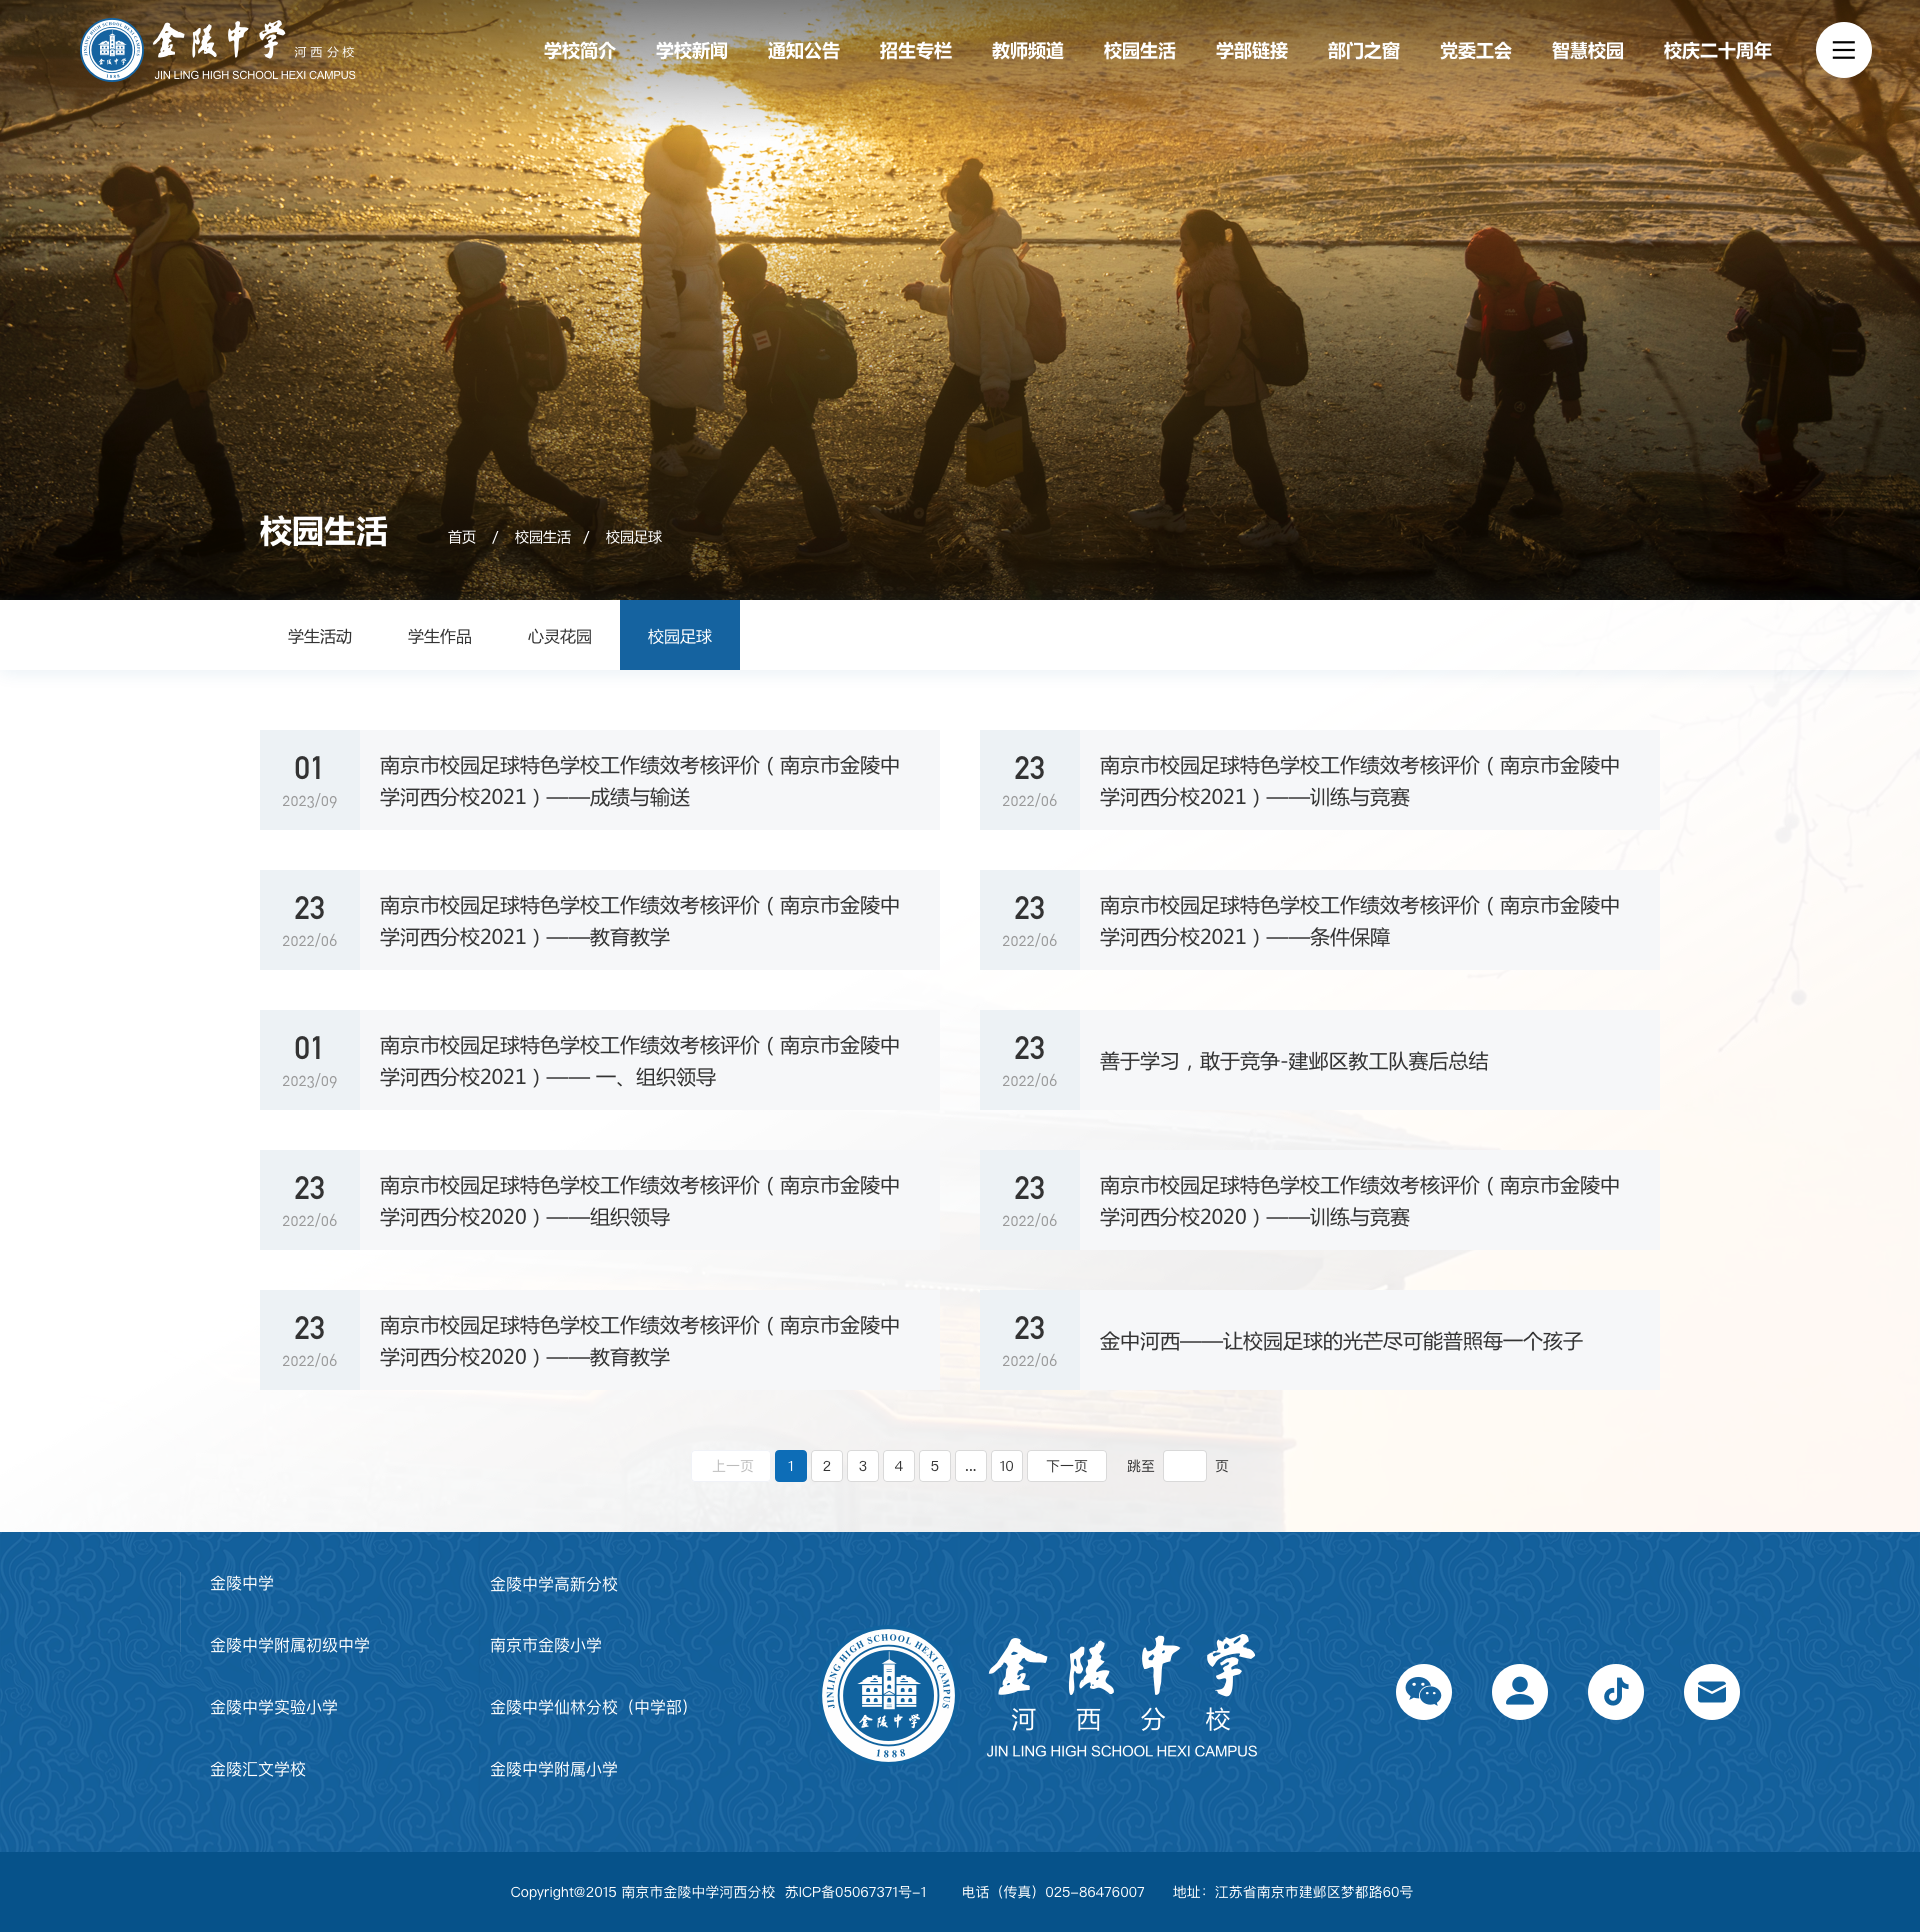 金陵中学 河西分校
JIN LING HIGH SCHOOL HEXI CAMPUS
学校简介 学校新闻 通知公告 招生专栏 教师频道 校园生活 学部链接 部门之窗 党委工会 智慧校园 校庆二十周年
校园生活 首页 / 校园生活 / 校园足球
学生活动 学生作品 心灵花园 校园足球
01
2023/09
南京市校园足球特色学校工作绩效考核评价（南京市金陵中
学河西分校2021）——成绩与输送
23
2022/06
南京市校园足球特色学校工作绩效考核评价（南京市金陵中
学河西分校2021）——训练与竞赛
23
2022/06
南京市校园足球特色学校工作绩效考核评价（南京市金陵中
学河西分校2021）——教育教学
23
2022/06
南京市校园足球特色学校工作绩效考核评价（南京市金陵中
学河西分校2021）——条件保障
01
2023/09
南京市校园足球特色学校工作绩效考核评价（南京市金陵中
学河西分校2021）—— 一、组织领导
23
2022/06
善于学习，敢于竞争-建邺区教工队赛后总结
23
2022/06
南京市校园足球特色学校工作绩效考核评价（南京市金陵中
学河西分校2020）——组织领导
23
2022/06
南京市校园足球特色学校工作绩效考核评价（南京市金陵中
学河西分校2020）——训练与竞赛
23
2022/06
南京市校园足球特色学校工作绩效考核评价（南京市金陵中
学河西分校2020）——教育教学
23
2022/06
金中河西——让校园足球的光芒尽可能普照每一个孩子
上一页 1 2 3 4 5 ... 10 下一页 跳至 页
金陵中学 金陵中学高新分校
金陵中学附属初级中学 南京市金陵小学
金陵中学实验小学 金陵中学仙林分校（中学部）
金陵汇文学校 金陵中学附属小学
JINLING HIGH SCHOOL HEXI CAMPUS
金陵中学
1888
金陵中学
河西分校
JIN LING HIGH SCHOOL HEXI CAMPUS
Copyright@2015 南京市金陵中学河西分校 苏ICP备05067371号-1 电话（传真）025-86476007 地址：江苏省南京市建邺区梦都路60号